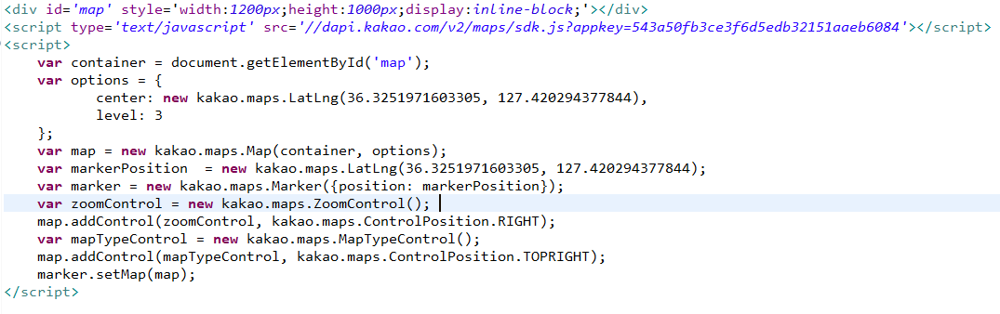 <div id='map' style='width:1200px;height:1000px;display:inline-block;'></div>
<script type='text/javascript' src='//dapi.kakao.com/v2/maps/sdk.js?appkey=543a50fb3ce3f6d5edb32151aaeb6084'></script>
<script>
    var container = document.getElementById('map');
    var options = {
           center: new kakao.maps.LatLng(36.3251971603305, 127.420294377844),
           level: 3
    };
    var map = new kakao.maps.Map(container, options);
    var markerPosition  = new kakao.maps.LatLng(36.3251971603305, 127.420294377844);
    var marker = new kakao.maps.Marker({position: markerPosition});
    var zoomControl = new kakao.maps.ZoomControl();
    map.addControl(zoomControl, kakao.maps.ControlPosition.RIGHT);
    var mapTypeControl = new kakao.maps.MapTypeControl();
    map.addControl(mapTypeControl, kakao.maps.ControlPosition.TOPRIGHT);
    marker.setMap(map);
</script>